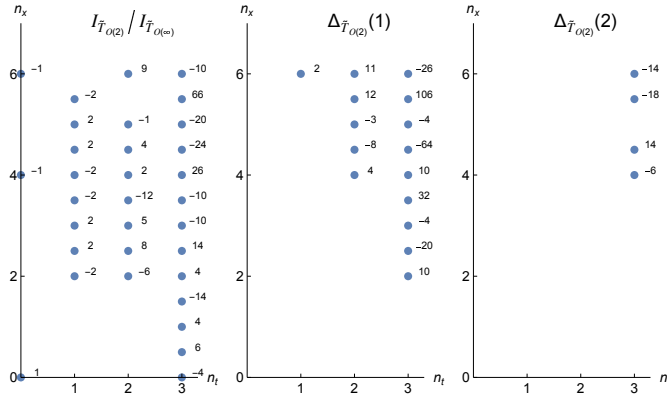 n_x I_{T̃_{O(2)}} / I_{T̃_{O(∞)}} Δ_{T̃_{O(2)}}(1) n_x Δ_{T̃_{O(2)}}(2)
6 -1 9 -10 6 2 11 -26 6 -14
-2 66 12 106 -18
2 -1 -20 -3 -4
2 4 -24 -8 -64 14
4 -1 -2 2 26 4 4 10 4 -6
-2 -12 -10 32
2 5 -10 -4
2 8 14 -20
2 -2 -6 4 2 10 2
-14
4
6
0 1 -4 0 0
1 2 3 n_t 1 2 3 n_t 1 2 3 n